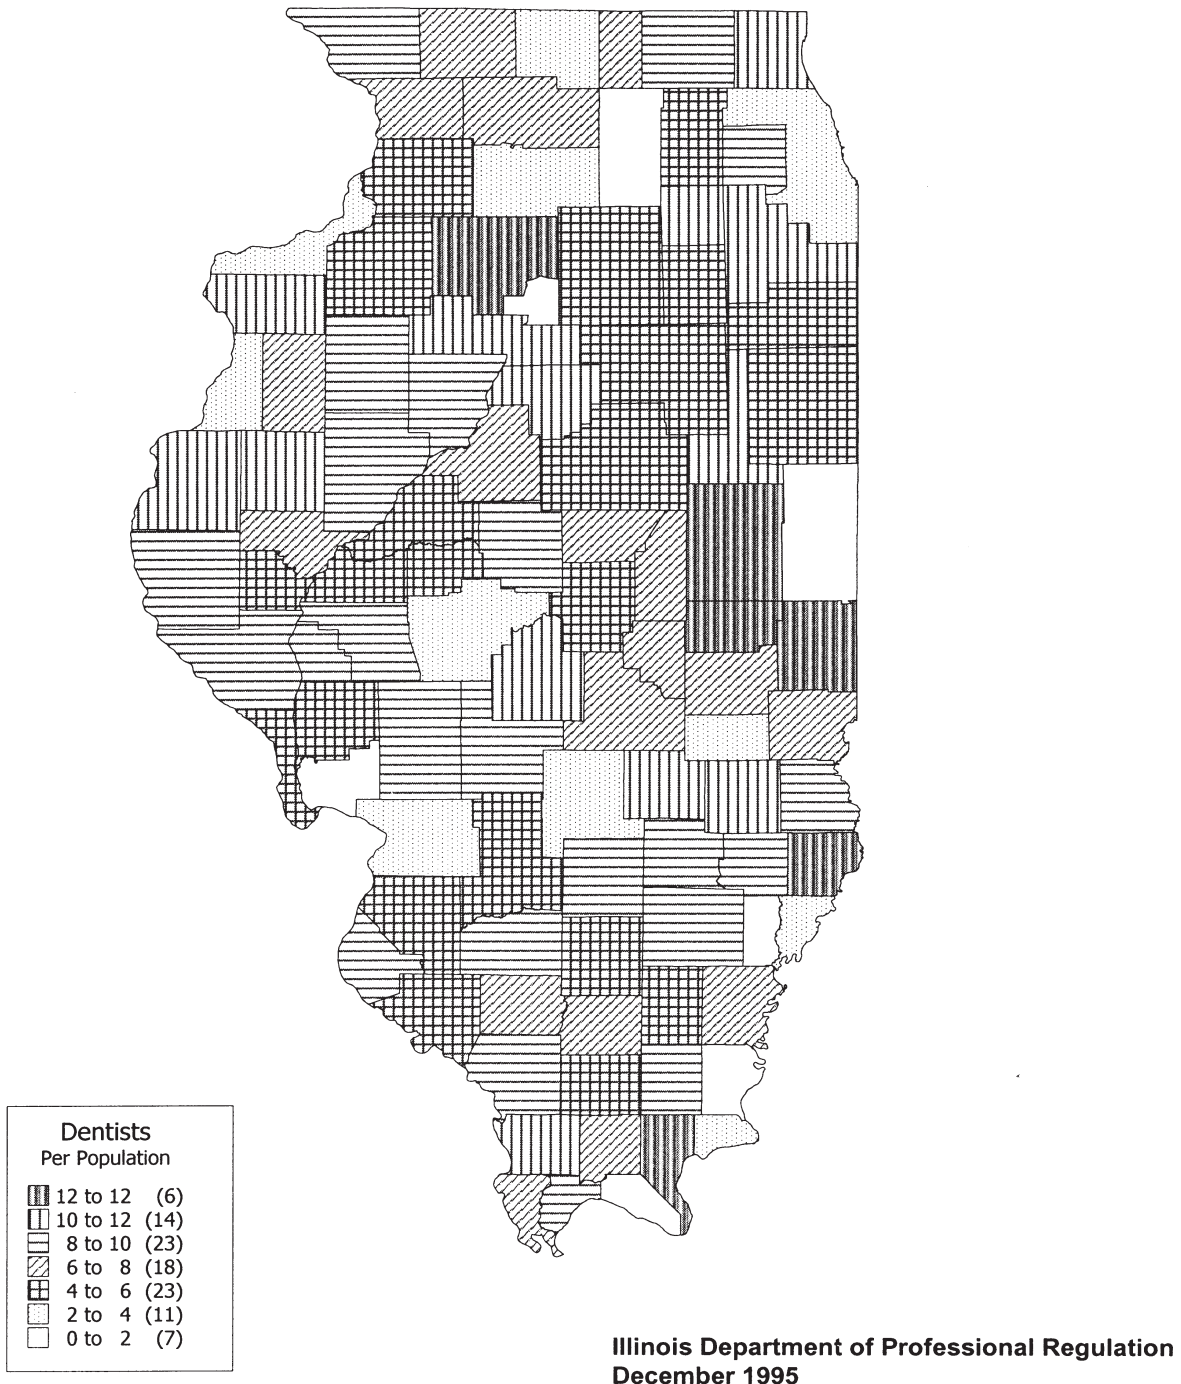 Dentists
Per Population
12 to 12 (6)
10 to 12 (14)
8 to 10 (23)
6 to 8 (18)
4 to 6 (23)
2 to 4 (11)
0 to 2 (7)
Illinois Department of Professional Regulation
December 1995